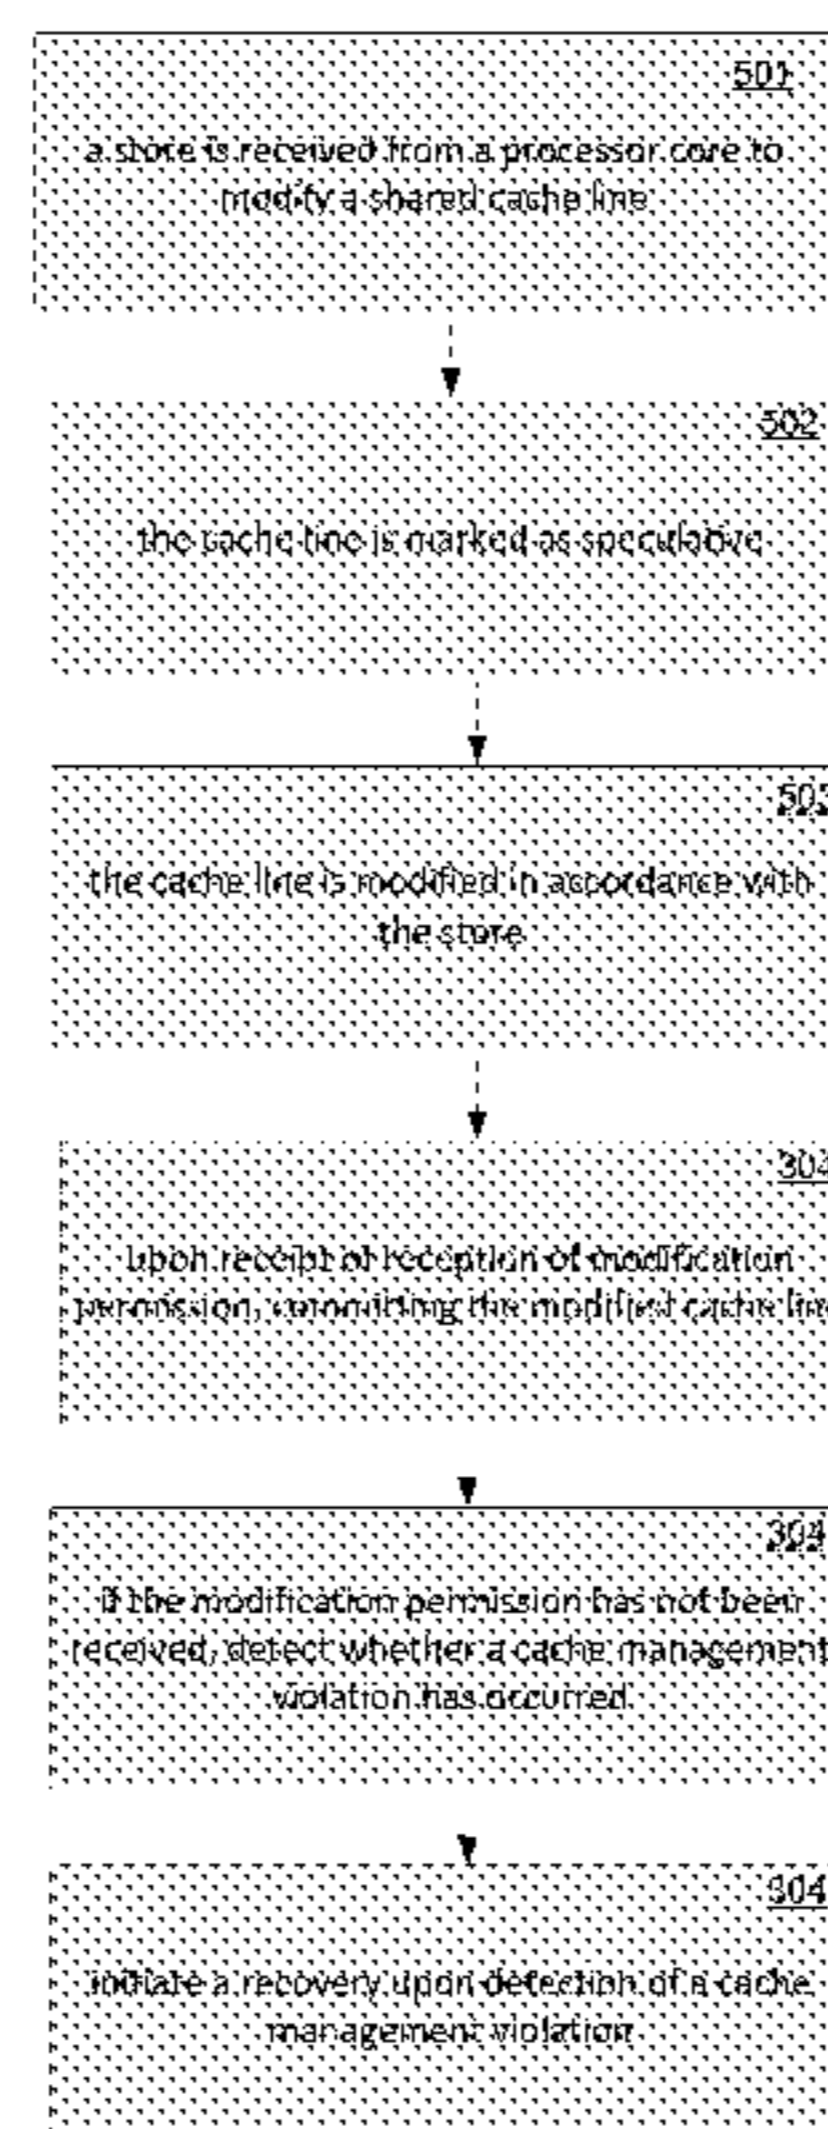 501
a store is received from a processor core to
modify a shared cache line
502
the cache line is marked as speculative
503
the cache line is modified in accordance with
the store
304
upon receipt of reception of modification
permission, committing the modified cache line
304
if the modification permission has not been
received, detect whether a cache management
violation has occurred
304
initiate a recovery upon detection of a cache
management violation